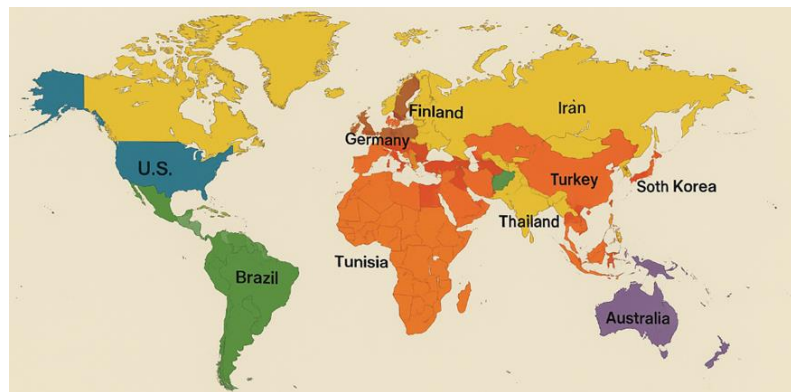 Finland
Iran
Germany
U.S.
Turkey
Soth Korea
Thailand
Tunisia
Brazil
Australia